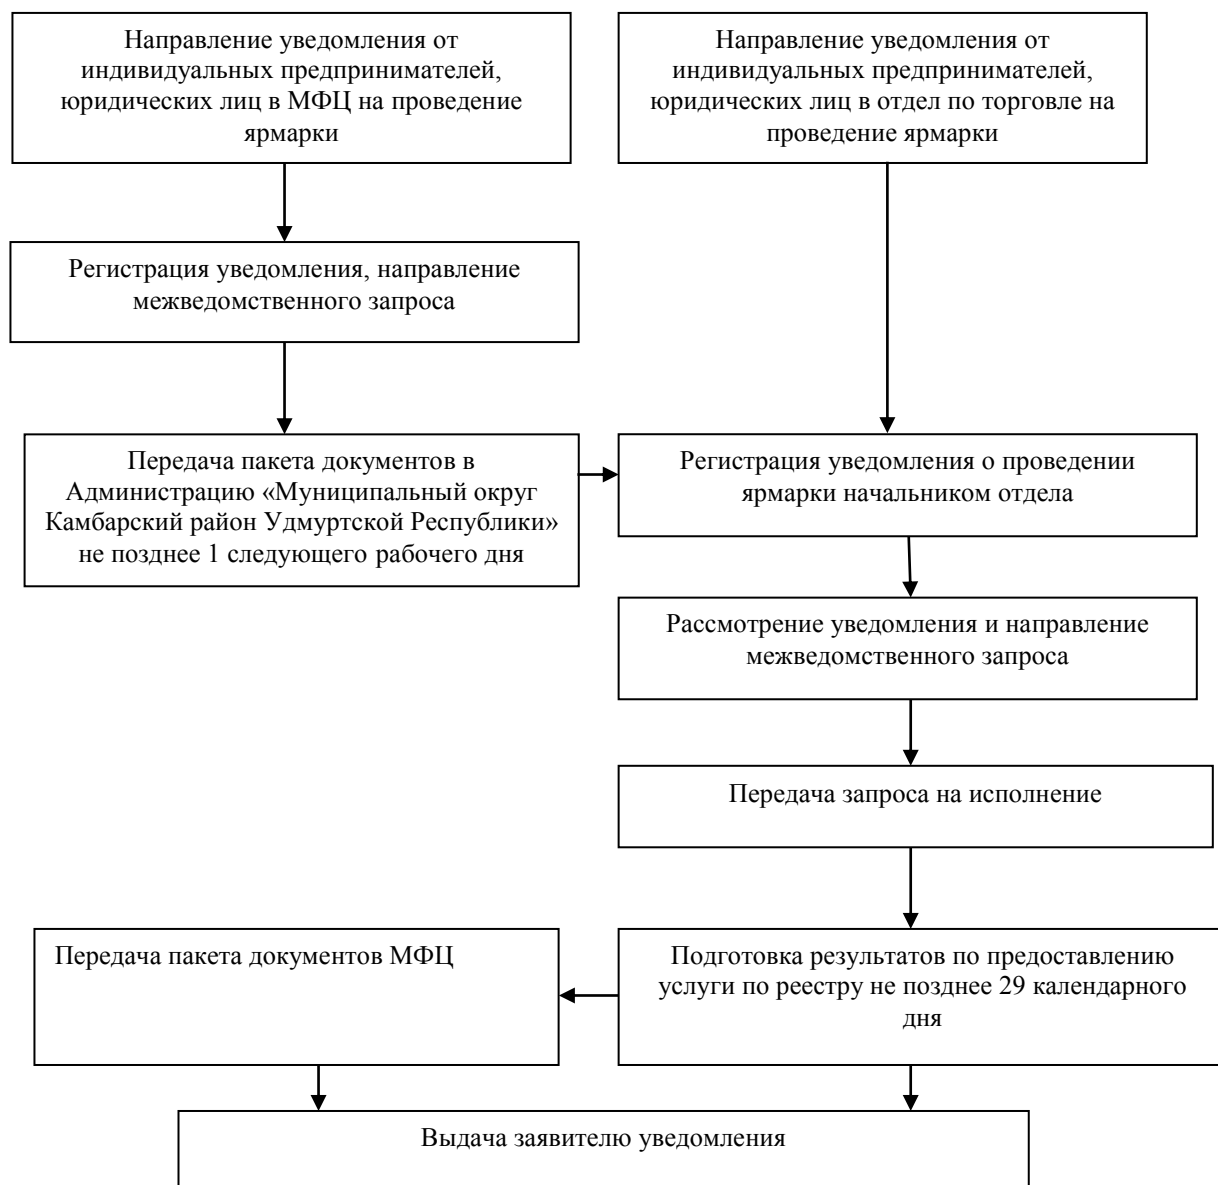 Направление уведомления от
индивидуальных предпринимателей,
юридических лиц в МФЦ на проведение
ярмарки
Направление уведомления от
индивидуальных предпринимателей,
юридических лиц в отдел по торговле на
проведение ярмарки
Регистрация уведомления, направление
межведомственного запроса
Передача пакета документов в
Администрацию «Муниципальный округ
Камбарский район Удмуртской Республики»
не позднее 1 следующего рабочего дня
Регистрация уведомления о проведении
ярмарки начальником отдела
Рассмотрение уведомления и направление
межведомственного запроса
Передача запроса на исполнение
Передача пакета документов МФЦ
Подготовка результатов по предоставлению
услуги по реестру не позднее 29 календарного
дня
Выдача заявителю уведомления